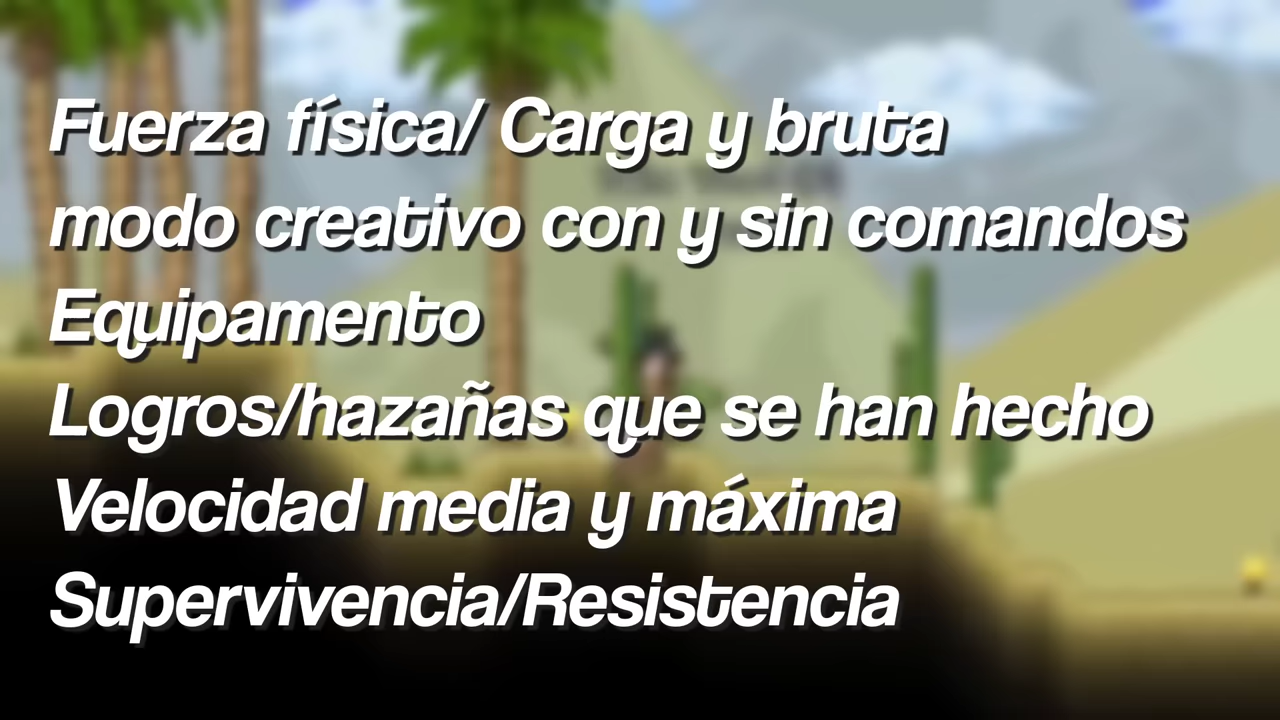 Fuerza física/ Carga y bruta
modo creativo con y sin comandos
Equipamento
Logros/hazañas que se han hecho
Velocidad media y máxima
Supervivencia/Resistencia